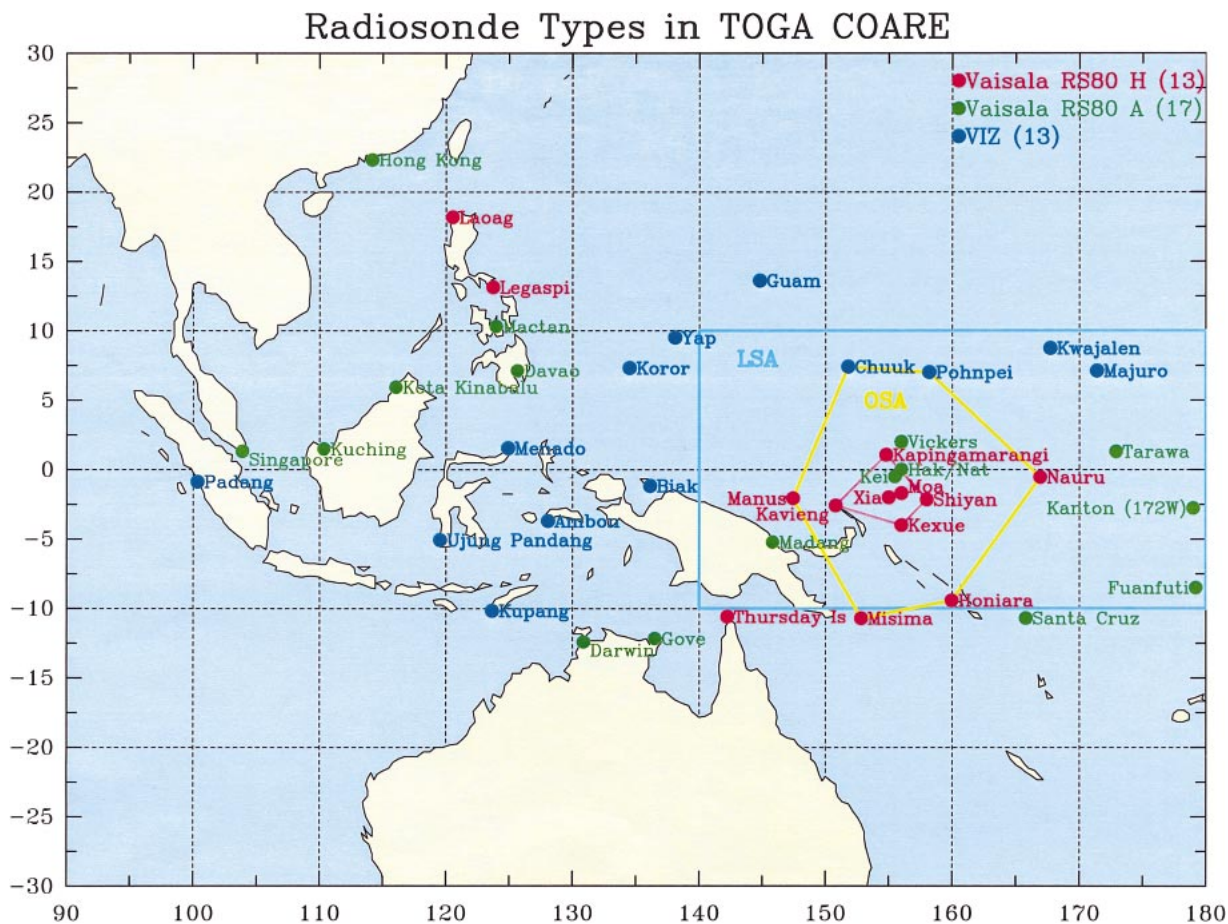 Radiosonde Types in TOGA COARE
30
25
20
15
10
5
0
−5
−10
−15
−20
−25
−30
90 100 110 120 130 140 150 160 170 180
Vaisala RS80 H (13)
Vaisala RS80 A (17)
VIZ (13)
Hong Kong
Laoag
Legaspi
Guam
Mactan
Yap
LSA
Kwajalen
Koror
Davao
Chuuk
Pohnpei
Majuro
Kota Kinabalu
OSA
Vickers
Kuching
Menado
Kapingamarangi
Tarawa
Singapore
Hak/Nat
Kei
Nauru
Padang
Biak
Moa
Manus
Xia
Shiyan
Kavieng
Kanton (172W)
Ambon
Kexue
Ujung Pandang
Madang
Fuanfuti
Kupang
Honiara
Thursday Is
Misima
Santa Cruz
Gove
Darwin